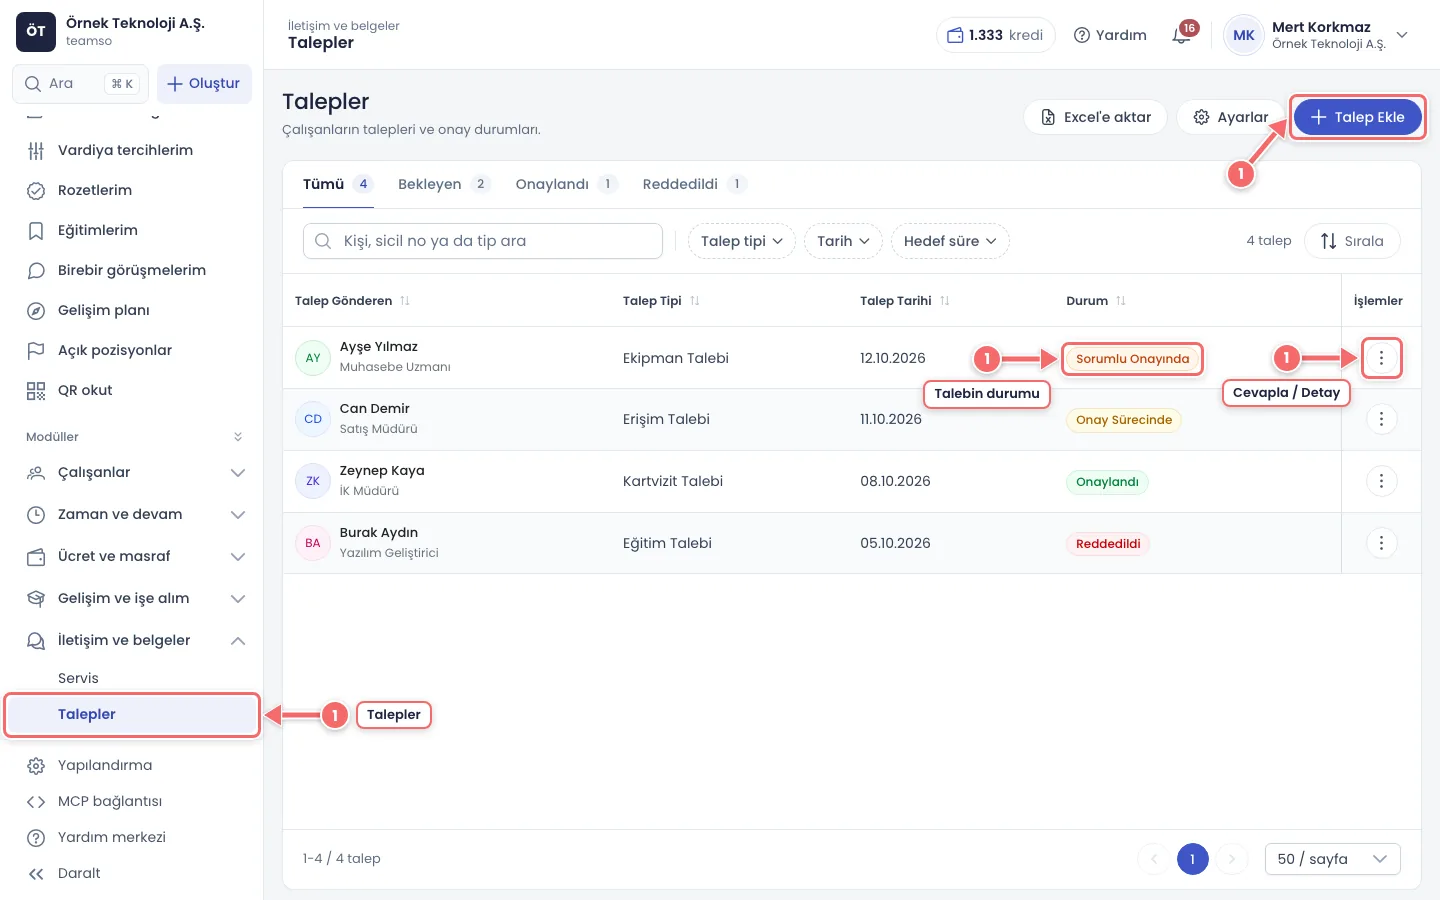 ÖT
Örnek Teknoloji A.Ş.
teamso
Ara
⌘ K
Oluştur
Vardiya tercihlerim
Rozetlerim
Eğitimlerim
Birebir görüşmelerim
Gelişim planı
Açık pozisyonlar
QR okut
Modüller
Çalışanlar
Zaman ve devam
Ücret ve masraf
Gelişim ve işe alım
İletişim ve belgeler
Servis
Talepler
1 Talepler
Yapılandırma
MCP bağlantısı
Yardım merkezi
Daralt
İletişim ve belgeler
Talepler
1.333 kredi
Yardım
16
MK
Mert Korkmaz
Örnek Teknoloji A.Ş.
Talepler
Çalışanların talepleri ve onay durumları.
Excel'e aktar
Ayarlar
Talep Ekle
1
Tümü 4
Bekleyen 2
Onaylandı 1
Reddedildi 1
Kişi, sicil no ya da tip ara
Talep tipi
Tarih
Hedef süre
4 talep
Sırala
Talep Gönderen
Talep Tipi
Talep Tarihi
Durum
İşlemler
AY
Ayşe Yılmaz
Muhasebe Uzmanı
Ekipman Talebi
12.10.2026
1
Sorumlu Onayında
Talebin durumu
1
Cevapla / Detay
CD
Can Demir
Satış Müdürü
Erişim Talebi
11.10.2026
Onay Sürecinde
ZK
Zeynep Kaya
İK Müdürü
Kartvizit Talebi
08.10.2026
Onaylandı
BA
Burak Aydın
Yazılım Geliştirici
Eğitim Talebi
05.10.2026
Reddedildi
1-4 / 4 talep
1
50 / sayfa